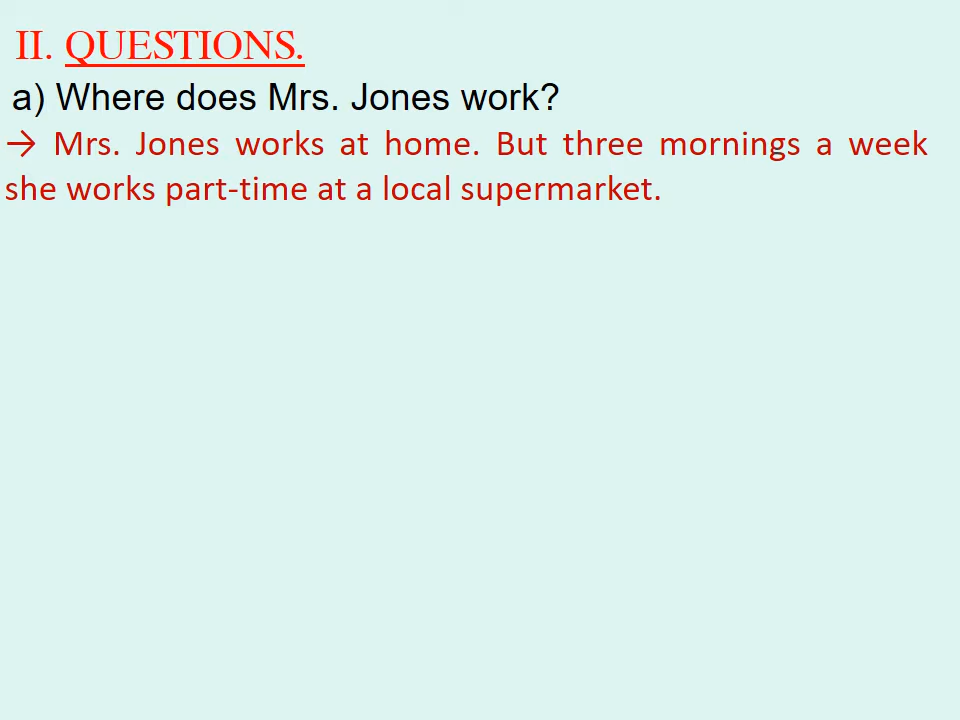 II. QUESTIONS.
a) Where does Mrs. Jones work?
→ Mrs. Jones works at home. But three mornings a week
she works part-time at a local supermarket.